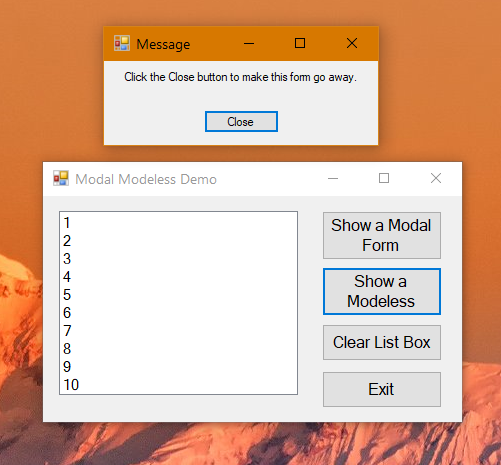 Message
Click the Close button to make this form go away.
Close
Modal Modeless Demo
1
2
3
4
5
6
7
8
9
10
Show a Modal
Form
Show a
Modeless
Clear List Box
Exit